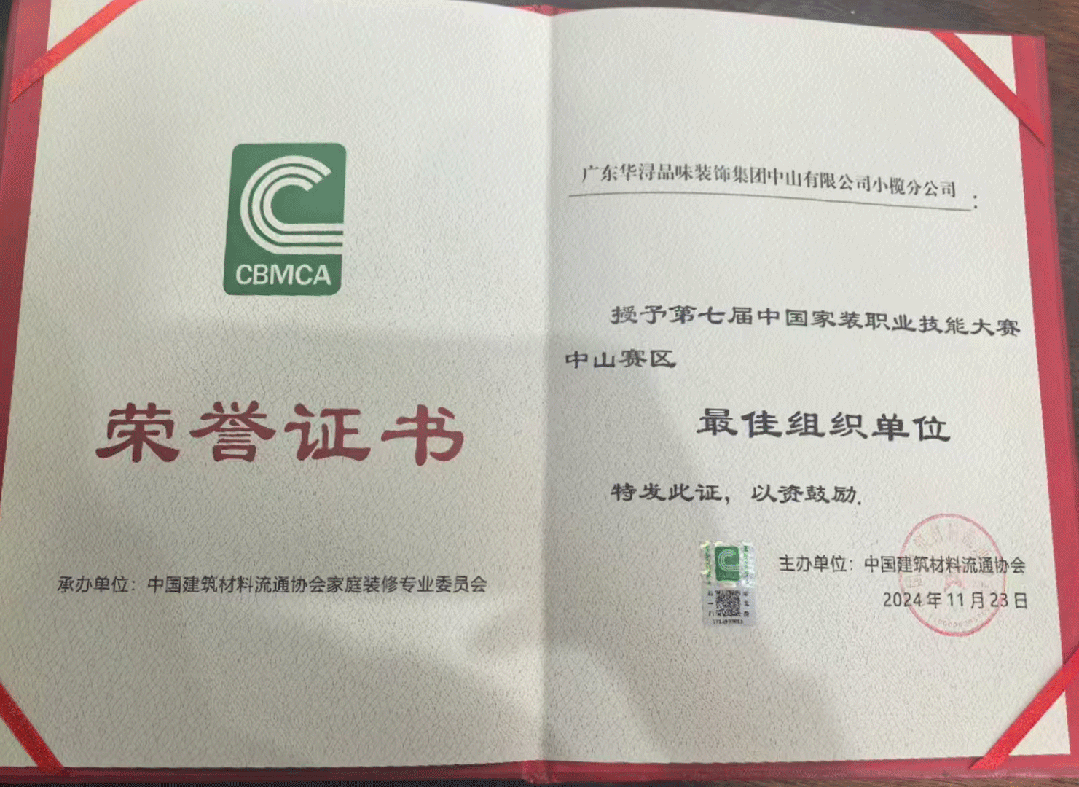 CBMCA
荣誉证书
承办单位：中国建筑材料流通协会家庭装修专业委员会
广东华浔品味装饰集团中山有限公司小榄分公司：
授予第七届中国家装职业技能大赛
中山赛区
最佳组织单位
特发此证，以资鼓励.
主办单位：中国建筑材料流通协会
2024年11月23日